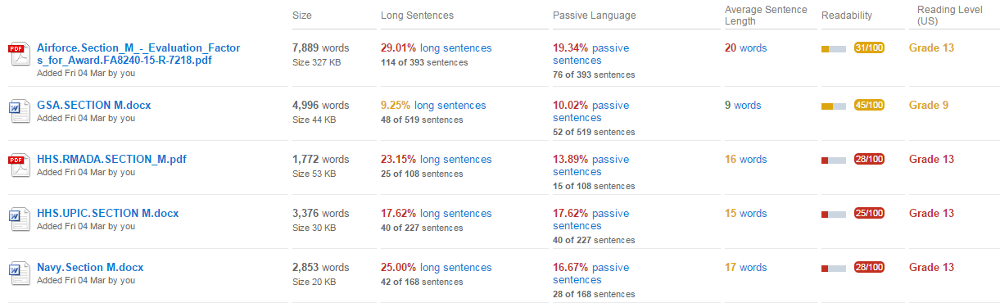 Size Long Sentences Passive Language Average Sentence Length Readability Reading Level (US)
PDF Airforce.Section_M_-_Evaluation_Factor 7,889 words 29.01% long sentences 19.34% passive 20 words 31/100 Grade 13
s_for_Award.FA8240-15-R-7218.pdf Size 327 KB 114 of 393 sentences sentences
Added Fri 04 Mar by you 76 of 393 sentences
W GSA.SECTION M.docx 4,996 words 9.25% long sentences 10.02% passive 9 words 45/100 Grade 9
Added Fri 04 Mar by you Size 44 KB 48 of 519 sentences sentences
52 of 519 sentences
PDF HHS.RMADA.SECTION_M.pdf 1,772 words 23.15% long sentences 13.89% passive 16 words 28/100 Grade 13
Added Fri 04 Mar by you Size 53 KB 25 of 108 sentences sentences
15 of 108 sentences
W HHS.UPIC.SECTION M.docx 3,376 words 17.62% long sentences 17.62% passive 15 words 25/100 Grade 13
Added Fri 04 Mar by you Size 30 KB 40 of 227 sentences sentences
40 of 227 sentences
W Navy.Section M.docx 2,853 words 25.00% long sentences 16.67% passive 17 words 28/100 Grade 13
Added Fri 04 Mar by you Size 20 KB 42 of 168 sentences sentences
28 of 168 sentences